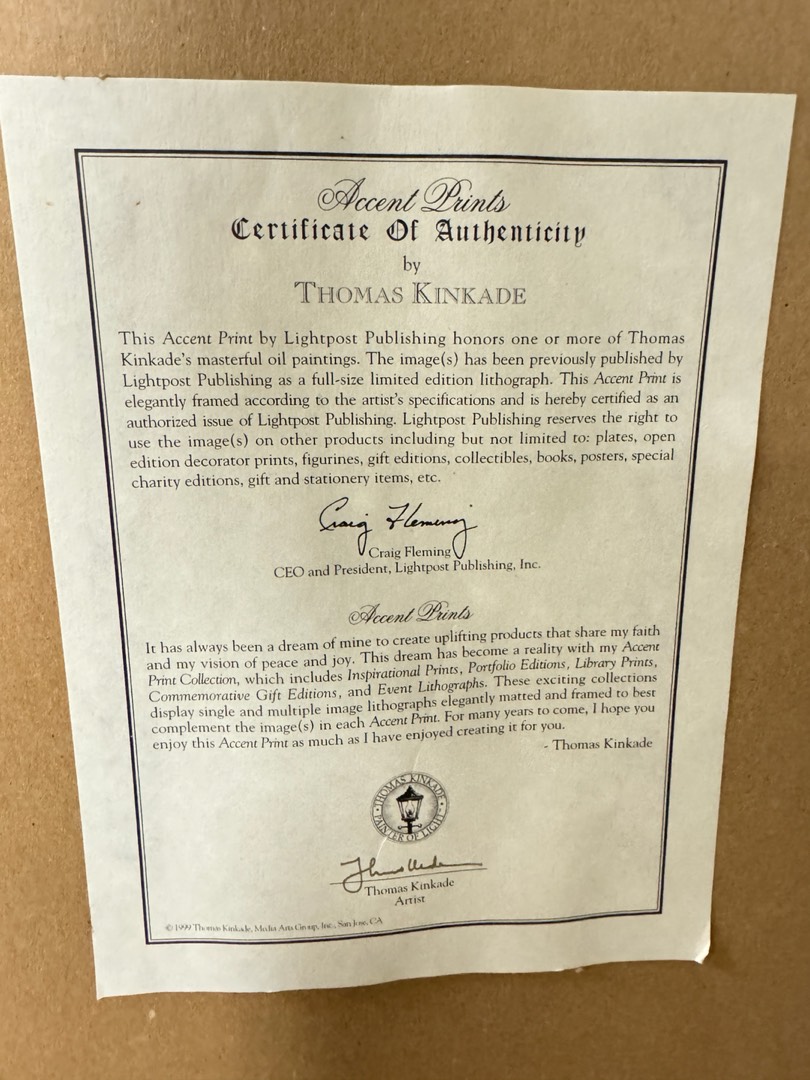 Accent Prints
Certificate Of Authenticity
by
THOMAS KINKADE
This Accent Print by Lightpost Publishing honors one or more of Thomas
Kinkade's masterful oil paintings. The image(s) has been previously published by
Lightpost Publishing as a full-size limited edition lithograph. This Accent Print is
elegantly framed according to the artist's specifications and is hereby certified as an
authorized issue of Lightpost Publishing. Lightpost Publishing reserves the right to
use the image(s) on other products including but not limited to: plates, open
edition decorator prints, figurines, gift editions, collectibles, books, posters, special
charity editions, gift and stationery items, etc.
Craig Fleming
Craig Fleming
CEO and President, Lightpost Publishing, Inc.
Accent Prints
It has always been a dream of mine to create uplifting products that share my faith
and my vision of peace and joy. This dream has become a reality with my Accent
Print Collection, which includes Inspirational Prints, Portfolio Editions, Library Prints,
Commemorative Gift Editions, and Event Lithographs. These exciting collections
display single and multiple image lithographs elegantly matted and framed to best
complement the image(s) in each Accent Print. For many years to come, I hope you
enjoy this Accent Print as much as I have enjoyed creating it for you.
- Thomas Kinkade
THOMAS KINKADE
PAINTER OF LIGHT
Thomas Kinkade
Artist
© 1999 Thomas Kinkade, Media Arts Group, Inc., San Jose, CA